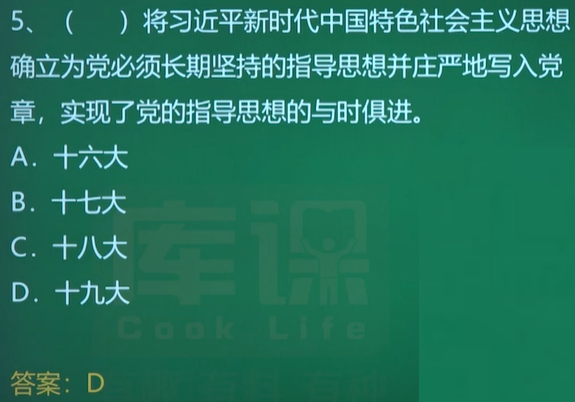 5、（ ）将习近平新时代中国特色社会主义思想
确立为党必须长期坚持的指导思想并庄严地写入党
章，实现了党的指导思想的与时俱进。
A．十六大
B．十七大
C．十八大
D．十九大
库课
Cook Life
答案：D